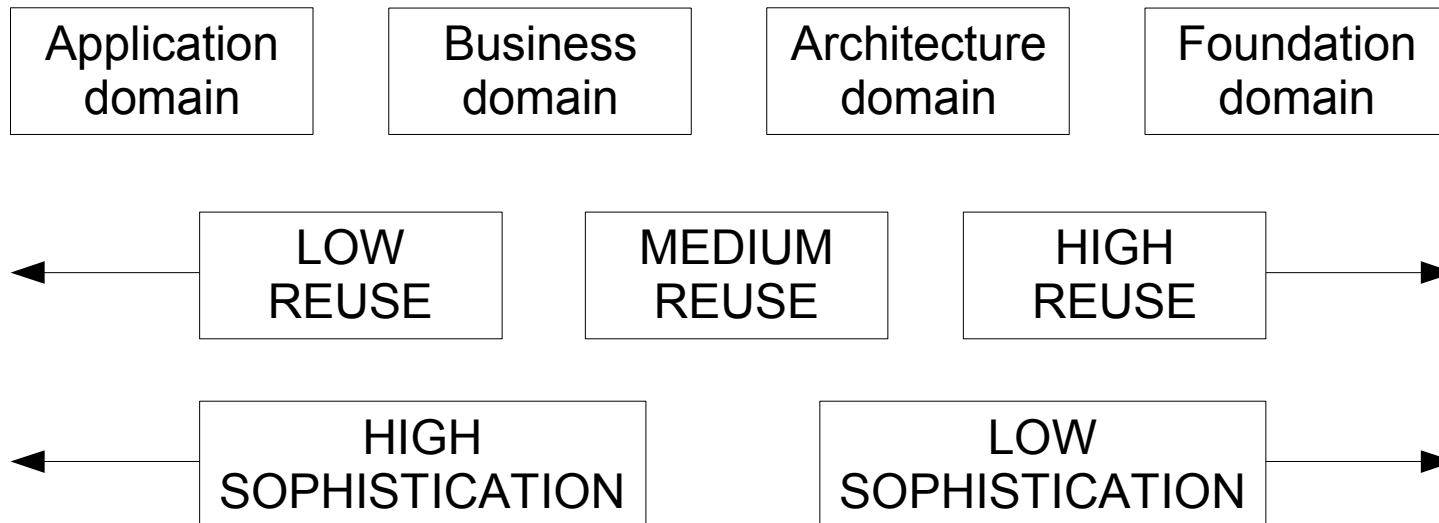 Application
domain
Business
domain
Architecture
domain
Foundation
domain
LOW
REUSE
MEDIUM
REUSE
HIGH
REUSE
HIGH
SOPHISTICATION
LOW
SOPHISTICATION